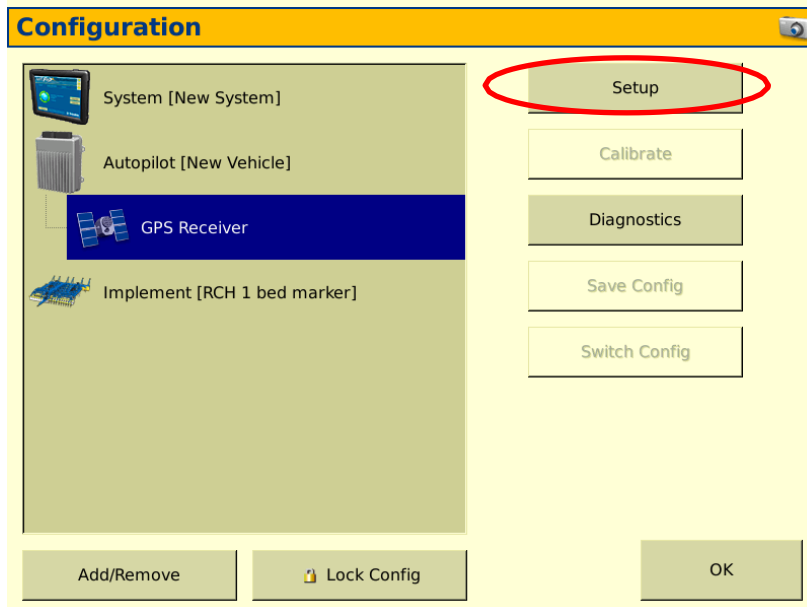 Configuration
System [New System]
Autopilot [New Vehicle]
GPS Receiver
Implement [RCH 1 bed marker]
Setup
Calibrate
Diagnostics
Save Config
Switch Config
Add/Remove
Lock Config
OK